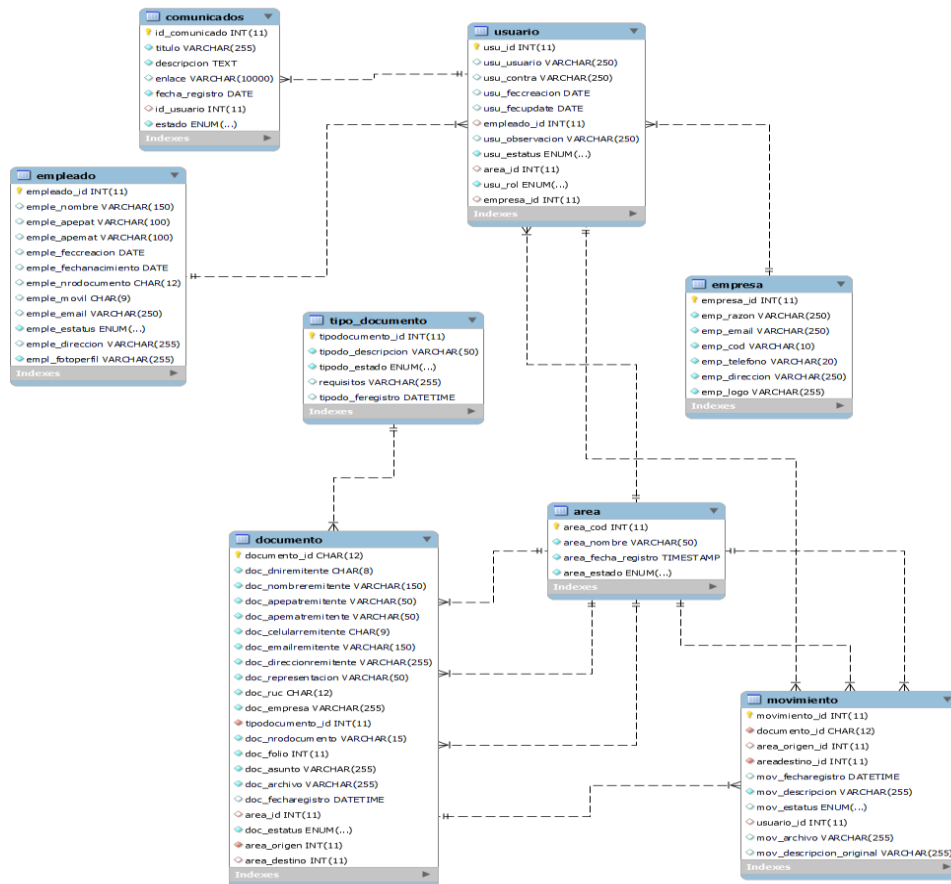 comunicados
id_comunicado INT(11)
titulo VARCHAR(255)
descripcion TEXT
enlace VARCHAR(10000)
fecha_registro DATE
id_usuario INT(11)
estado ENUM(...)
Indexes
usuario
usu_id INT(11)
usu_usuario VARCHAR(250)
usu_contra VARCHAR(250)
usu_feccreacion DATE
usu_fecupdate DATE
empleado_id INT(11)
usu_observacion VARCHAR(250)
usu_estatus ENUM(...)
area_id INT(11)
usu_rol ENUM(...)
empresa_id INT(11)
Indexes
empleado
empleado_id INT(11)
emple_nombre VARCHAR(150)
emple_apepat VARCHAR(100)
emple_apemat VARCHAR(100)
emple_feccreacion DATE
emple_fechanacimiento DATE
emple_nrodocumento CHAR(12)
emple_movil CHAR(9)
emple_email VARCHAR(250)
emple_estatus ENUM(...)
emple_direccion VARCHAR(255)
empl_fotoperfil VARCHAR(255)
Indexes
empresa
empresa_id INT(11)
emp_razon VARCHAR(250)
emp_email VARCHAR(250)
emp_cod VARCHAR(10)
emp_telefono VARCHAR(20)
emp_direccion VARCHAR(250)
emp_logo VARCHAR(255)
Indexes
tipo_documento
tipodocumento_id INT(11)
tipodo_descripcion VARCHAR(50)
tipodo_estado ENUM(...)
requisitos VARCHAR(255)
tipodo_feregistro DATETIME
Indexes
area
area_cod INT(11)
area_nombre VARCHAR(50)
area_fecha_registro TIMESTAMP
area_estado ENUM(...)
Indexes
documento
documento_id CHAR(12)
doc_dniremitente CHAR(8)
doc_nombreremitente VARCHAR(150)
doc_apepatremitente VARCHAR(50)
doc_apematremitente VARCHAR(50)
doc_celularremitente CHAR(9)
doc_emailremitente VARCHAR(150)
doc_direccionremitente VARCHAR(255)
doc_representacion VARCHAR(50)
doc_ruc CHAR(12)
doc_empresa VARCHAR(255)
tipodocumento_id INT(11)
doc_nrodocumento VARCHAR(15)
doc_folio INT(11)
doc_asunto VARCHAR(255)
doc_archivo VARCHAR(255)
doc_fecharegistro DATETIME
area_id INT(11)
doc_estatus ENUM(...)
area_origen INT(11)
area_destino INT(11)
Indexes
movimiento
movimiento_id INT(11)
documento_id CHAR(12)
area_origen_id INT(11)
areadestino_id INT(11)
mov_fecharegistro DATETIME
mov_descripcion VARCHAR(255)
mov_estatus ENUM(...)
usuario_id INT(11)
mov_archivo VARCHAR(255)
mov_descripcion_original VARCHAR(255)
Indexes